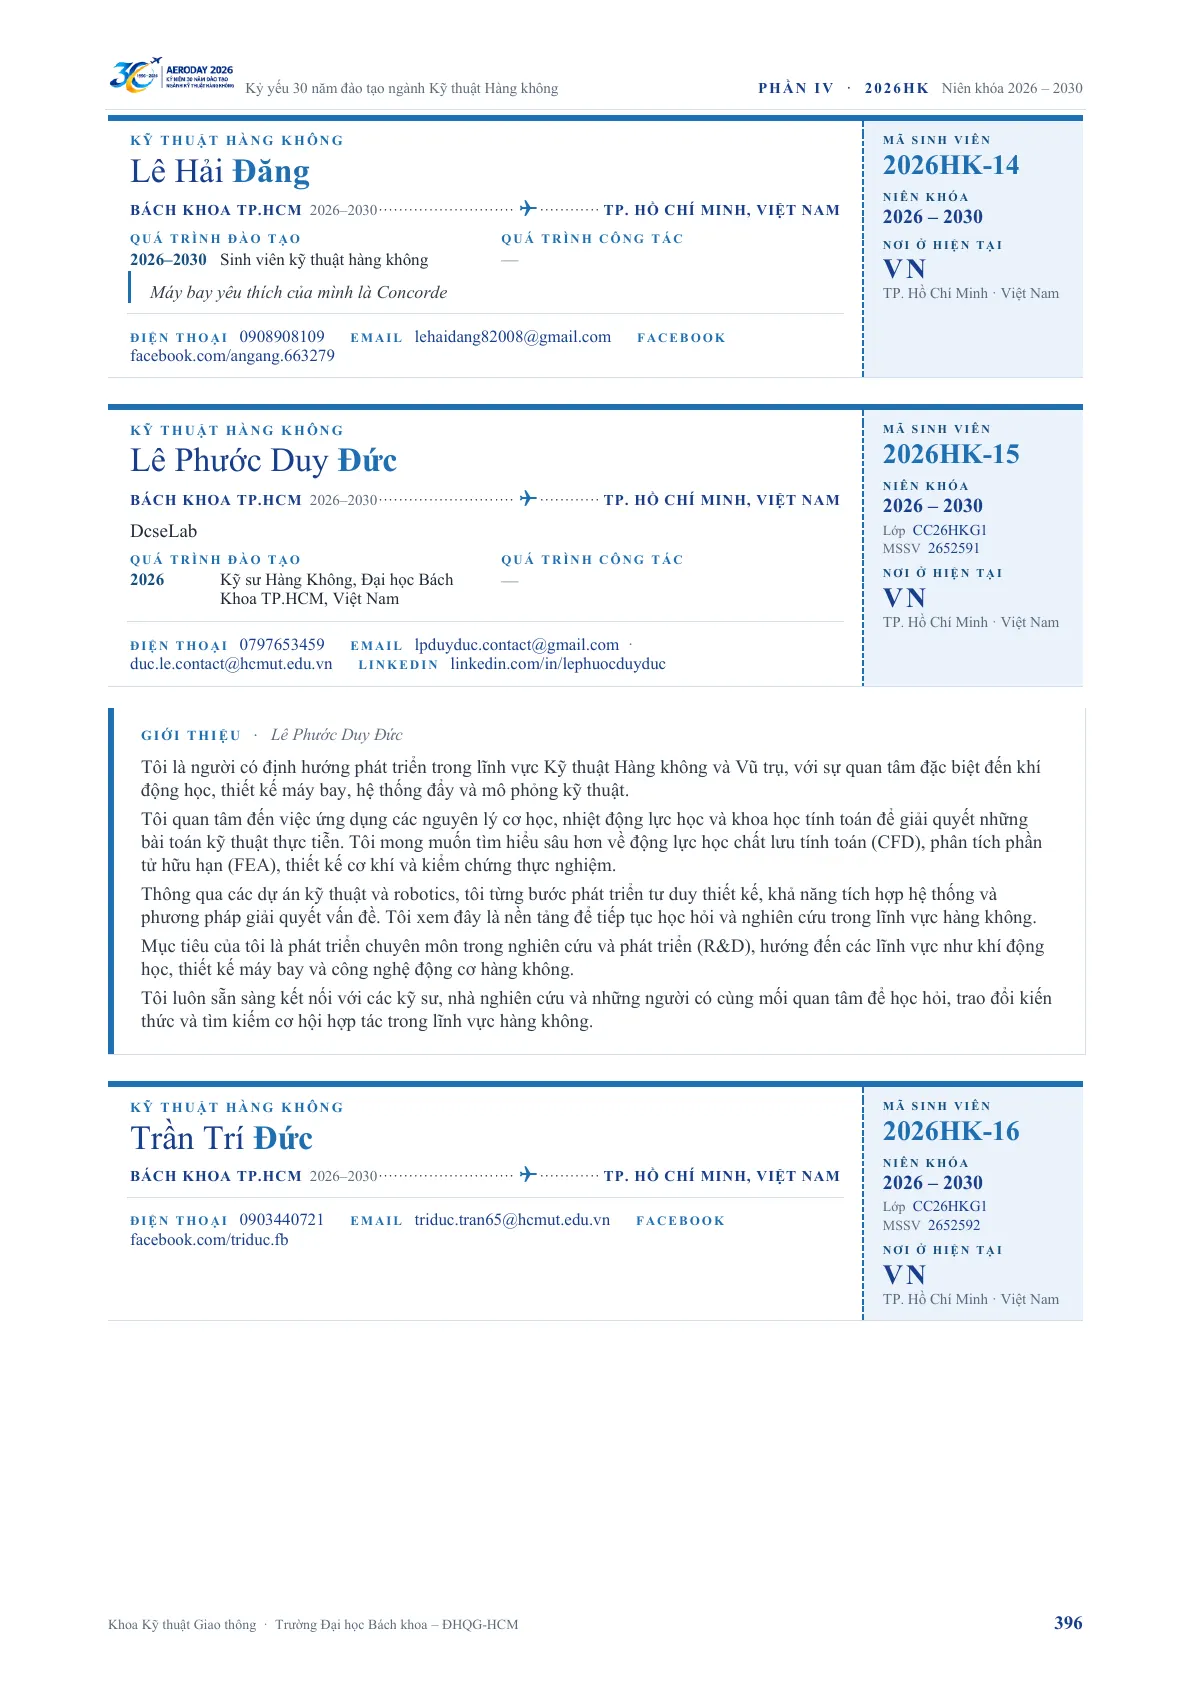 AERODAY 2026
1996 - 2026
KỶ NIỆM 30 NĂM ĐÀO TẠO
NGÀNH KỸ THUẬT HÀNG KHÔNG
Kỷ yếu 30 năm đào tạo ngành Kỹ thuật Hàng không
PHẦN IV · 2026HK Niên khóa 2026 – 2030
KỸ THUẬT HÀNG KHÔNG
Lê Hải Đăng
BÁCH KHOA TP.HCM 2026–2030 TP. HỒ CHÍ MINH, VIỆT NAM
QUÁ TRÌNH ĐÀO TẠO
2026–2030 Sinh viên kỹ thuật hàng không
QUÁ TRÌNH CÔNG TÁC
—
Máy bay yêu thích của mình là Concorde
ĐIỆN THOẠI 0908908109 EMAIL lehaidang82008@gmail.com FACEBOOK
facebook.com/angang.663279
MÃ SINH VIÊN
2026HK-14
NIÊN KHÓA
2026 – 2030
NƠI Ở HIỆN TẠI
VN
TP. Hồ Chí Minh · Việt Nam
KỸ THUẬT HÀNG KHÔNG
Lê Phước Duy Đức
BÁCH KHOA TP.HCM 2026–2030 TP. HỒ CHÍ MINH, VIỆT NAM
DcseLab
QUÁ TRÌNH ĐÀO TẠO
2026 Kỹ sư Hàng Không, Đại học Bách
Khoa TP.HCM, Việt Nam
QUÁ TRÌNH CÔNG TÁC
—
ĐIỆN THOẠI 0797653459 EMAIL lpduyduc.contact@gmail.com ·
duc.le.contact@hcmut.edu.vn LINKEDIN linkedin.com/in/lephuocduyduc
MÃ SINH VIÊN
2026HK-15
NIÊN KHÓA
2026 – 2030
Lớp CC26HKG1
MSSV 2652591
NƠI Ở HIỆN TẠI
VN
TP. Hồ Chí Minh · Việt Nam
GIỚI THIỆU · Lê Phước Duy Đức
Tôi là người có định hướng phát triển trong lĩnh vực Kỹ thuật Hàng không và Vũ trụ, với sự quan tâm đặc biệt đến khí
động học, thiết kế máy bay, hệ thống đẩy và mô phỏng kỹ thuật.
Tôi quan tâm đến việc ứng dụng các nguyên lý cơ học, nhiệt động lực học và khoa học tính toán để giải quyết những
bài toán kỹ thuật thực tiễn. Tôi mong muốn tìm hiểu sâu hơn về động lực học chất lưu tính toán (CFD), phân tích phần
tử hữu hạn (FEA), thiết kế cơ khí và kiểm chứng thực nghiệm.
Thông qua các dự án kỹ thuật và robotics, tôi từng bước phát triển tư duy thiết kế, khả năng tích hợp hệ thống và
phương pháp giải quyết vấn đề. Tôi xem đây là nền tảng để tiếp tục học hỏi và nghiên cứu trong lĩnh vực hàng không.
Mục tiêu của tôi là phát triển chuyên môn trong nghiên cứu và phát triển (R&D), hướng đến các lĩnh vực như khí động
học, thiết kế máy bay và công nghệ động cơ hàng không.
Tôi luôn sẵn sàng kết nối với các kỹ sư, nhà nghiên cứu và những người có cùng mối quan tâm để học hỏi, trao đổi kiến
thức và tìm kiếm cơ hội hợp tác trong lĩnh vực hàng không.
KỸ THUẬT HÀNG KHÔNG
Trần Trí Đức
BÁCH KHOA TP.HCM 2026–2030 TP. HỒ CHÍ MINH, VIỆT NAM
ĐIỆN THOẠI 0903440721 EMAIL triduc.tran65@hcmut.edu.vn FACEBOOK
facebook.com/triduc.fb
MÃ SINH VIÊN
2026HK-16
NIÊN KHÓA
2026 – 2030
Lớp CC26HKG1
MSSV 2652592
NƠI Ở HIỆN TẠI
VN
TP. Hồ Chí Minh · Việt Nam
Khoa Kỹ thuật Giao thông · Trường Đại học Bách khoa – ĐHQG-HCM
396